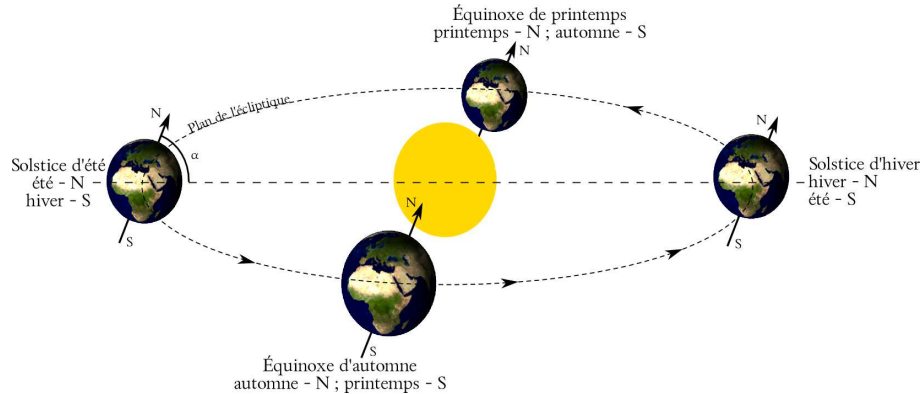 Équinoxe de printemps
printemps - N ; automne - S
N
Plan de l'écliptique
N
N
α
Solstice d'été
été - N
hiver - S
Solstice d'hiver
hiver - N
été - S
N
S
S
S
Équinoxe d'automne
automne - N ; printemps - S